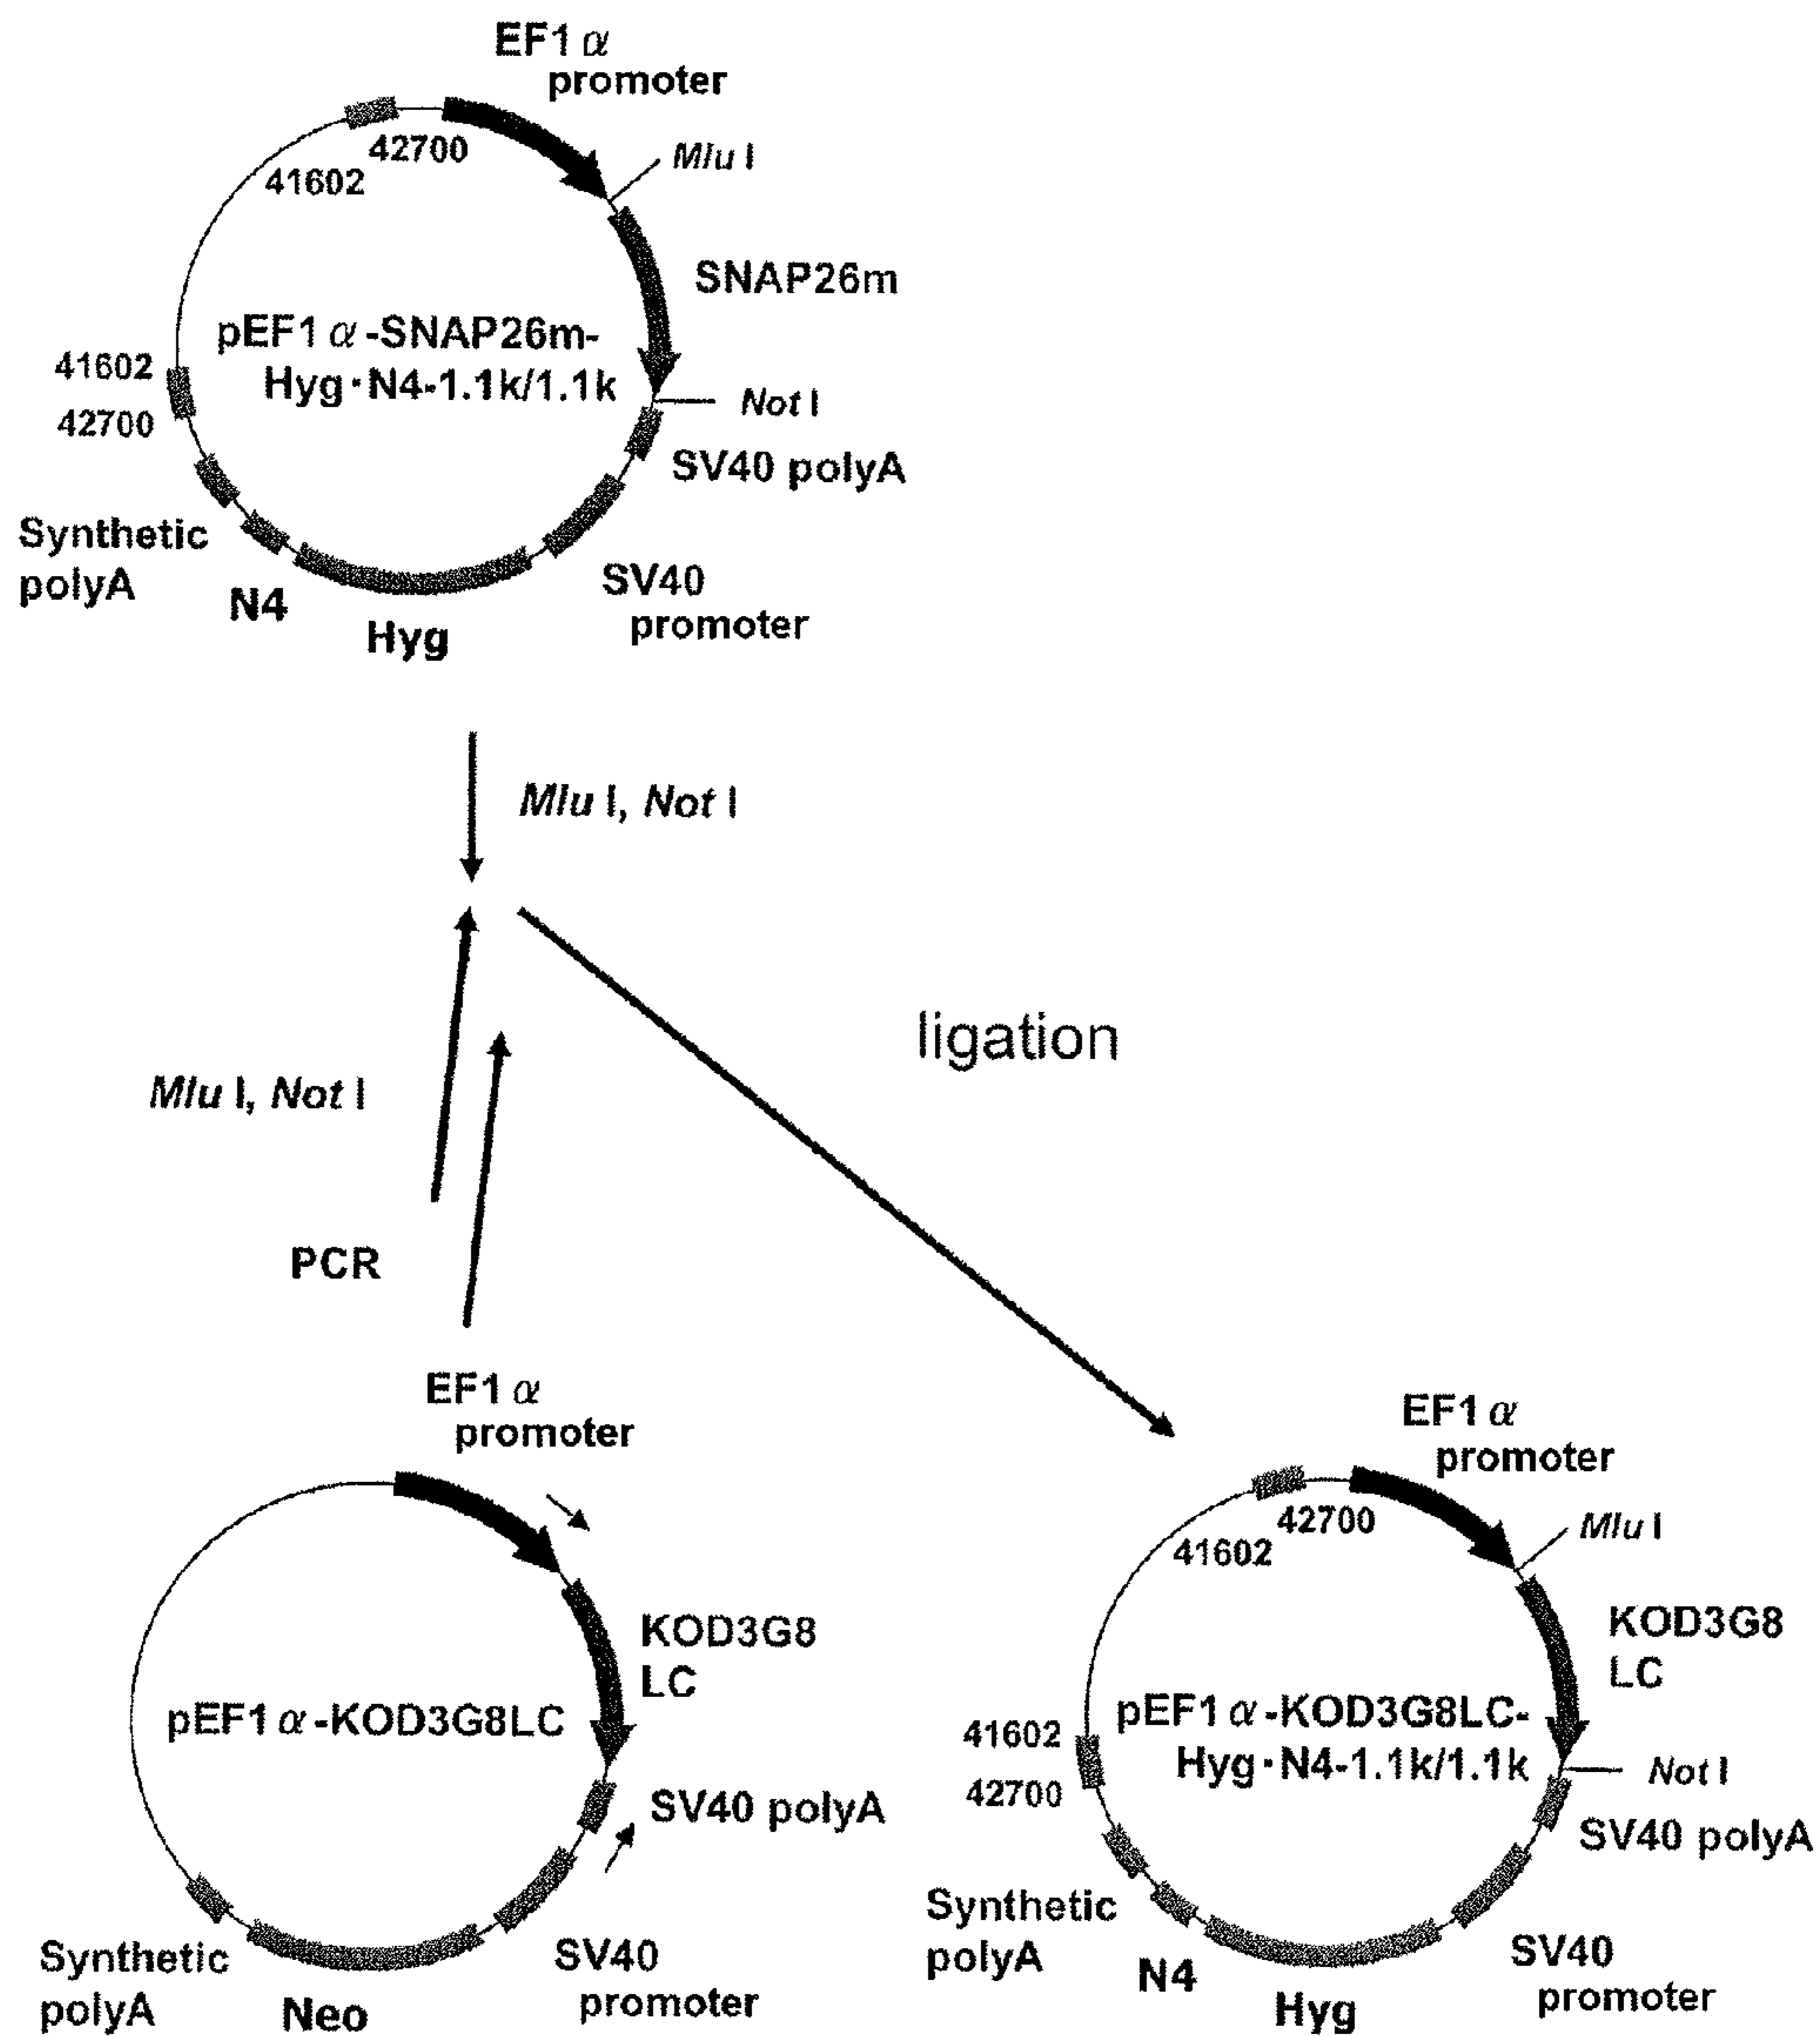 EF1α
promoter
42700
41602
Mlu I
SNAP26m
pEF1α-SNAP26m-
Hyg·N4-1.1k/1.1k
41602
42700
Not I
SV40 polyA
Synthetic
polyA
N4
Hyg
SV40
promoter
Mlu I, Not I
ligation
Mlu I, Not I
PCR
EF1α
promoter
KOD3G8
LC
pEF1α-KOD3G8LC
SV40 polyA
Synthetic
polyA
Neo
SV40
promoter
EF1α
promoter
42700
41602
Mlu I
KOD3G8
LC
pEF1α-KOD3G8LC-
Hyg·N4-1.1k/1.1k
41602
42700
Not I
SV40 polyA
Synthetic
polyA
N4
Hyg
SV40
promoter